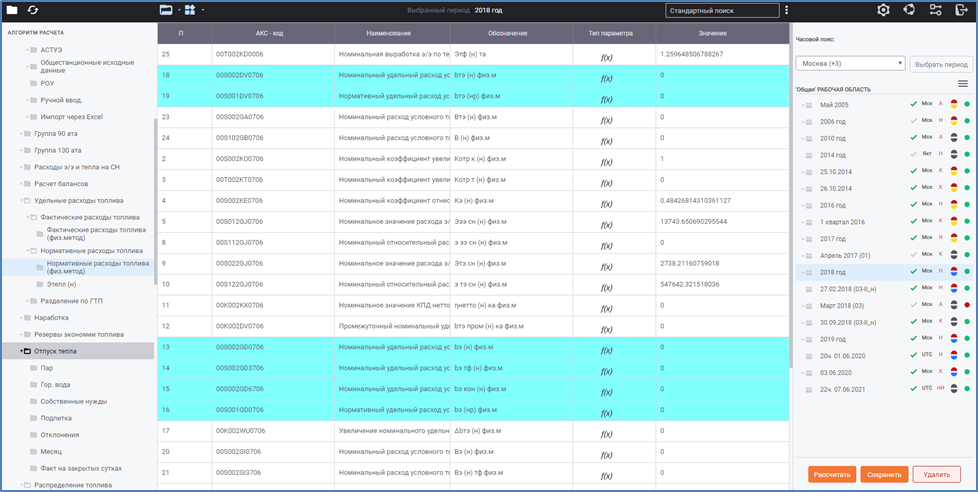 Выбранный период 2018 год
Стандартный поиск
АЛГОРИТМ РАСЧЕТА
АСТУЭ
Общестанционные исходные
данные
РОУ
Ручной ввод.
Импорт через Excel
Группа 90 ата
Группа 130 ата
Расходы э/э и тепла на СН
Расчет балансов
Удельные расходы топлива
Фактические расходы топлива
Фактические расходы топлива
(физ.метод)
Нормативные расходы топлива
Нормативные расходы топлива
(физ.метод)
Этепл (н)
Разделение по ГТП
Наработка
Резервы экономии топлива
Отпуск тепла
Пар
Гор. вода
Собственные нужды
Подпитка
Отклонения
Месяц
Факт на закрытых сутках
Распределение топлива
П АКС - код Наименование Обозначение Тип параметра Значение
25 00T002KD0006 Номинальная выработка э/э по те Этф (н) та f(x) 1.259648506788267
18 00S002DV0706 Номинальный удельный расход ус bтэ (н) физ.м f(x) 0
19 00S001DV0706 Нормативный удельный расход ус bтэ (нр) физ.м f(x) 0
23 00S002GA0706 Номинальный расход условного т Bтэ (н) физ.м f(x) 0
24 00S102GB0706 Номинальный расход условного т В (н) физ.м f(x) 0
2 00S002KO0706 Номинальный коэффициент увели Котр к (н) физ.м f(x) 1
3 00T002KT0706 Номинальный коэффициент увели Котр т (н) физ.м f(x) 0
4 00S002KE0706 Номинальный коэффициент отнес Кэ (н) физ.м f(x) 0.48426814310361127
5 00S012GJ0706 Номинальное значение расхода э/ Эээ сн (н) физ.м f(x) 13743.650690295544
8 00S112GJ0706 Номинальный относительный рас э ээ сн (н) физ.м f(x) 0
9 00S022GJ0706 Номинальное значение расхода э/ Этэ сн (н) физ.м f(x) 2738.21160759018
10 00S122GJ0706 Номинальный относительный рас э тэ сн (н) физ.м f(x) 547642.321518036
11 00K002KX0706 Номинальное значение КПД нетто ηнетто (н) ка физ.м f(x) 0
12 00K002DV0706 Промежуточный номинальный уд bтэ пром (н) ка физ.м f(x) 0
13 00S002GD0706 Номинальный удельный расход ус bэ (н) физ.м f(x) 0
14 00S002GD3706 Номинальный удельный расход ус bэ тф (н) физ.м f(x) 0
15 00S002GD6706 Номинальный удельный расход ус bэ кон (н) физ.м f(x) 0
16 00S001GD0706 Нормативный удельный расход ус bэ (нр) физ.м f(x) 0
17 00K002WU0706 Увеличение номинального удельн Δbтэ (н) физ.м f(x) 0
20 00S002GI0706 Номинальный расход условного т Bэ (н) физ.м f(x) 0
21 00S002GI3706 Номинальный расход условного т Bэ (н) тф физ.м f(x) 0
Часовой пояс:
Москва (+3) Выбрать период
'Общая' РАБОЧАЯ ОБЛАСТЬ
Май 2005 Мск А
2006 год Мск Н
2010 год Мск А
2014 год Якт Н
25.10.2014 Мск К
26.10.2014 Мск К
2016 год Мск Н
1 квартал 2016 Мск К
2017 год Мск Н
Апрель 2017 (01) Мск К
2018 год Мск Н
27.02.2018 (03-II_н) Мск К
Март 2018 (03) Мск А
30.09.2018 (03-II_н) Мск К
2019 год Мск Н
20ч. 01.06.2020 UTC Н
03.06.2020 Мск К
22ч. 07.06.2021 UTC НИ
Рассчитать Сохранить Удалить